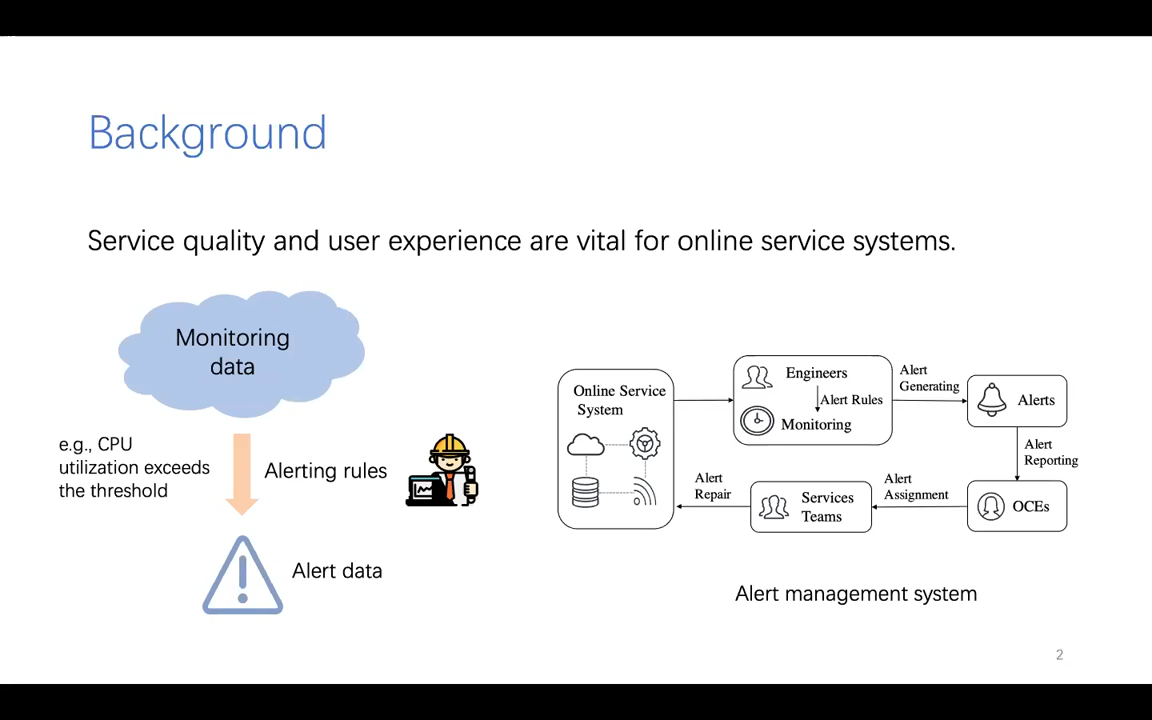 Background
Service quality and user experience are vital for online service systems.
Monitoring
data
e.g., CPU
utilization exceeds
the threshold
Alerting rules
Alert data
Online Service
System
Engineers
Alert Rules
Monitoring
Alert
Generating
Alerts
Alert
Reporting
OCEs
Alert
Assignment
Services
Teams
Alert
Repair
Alert management system
2